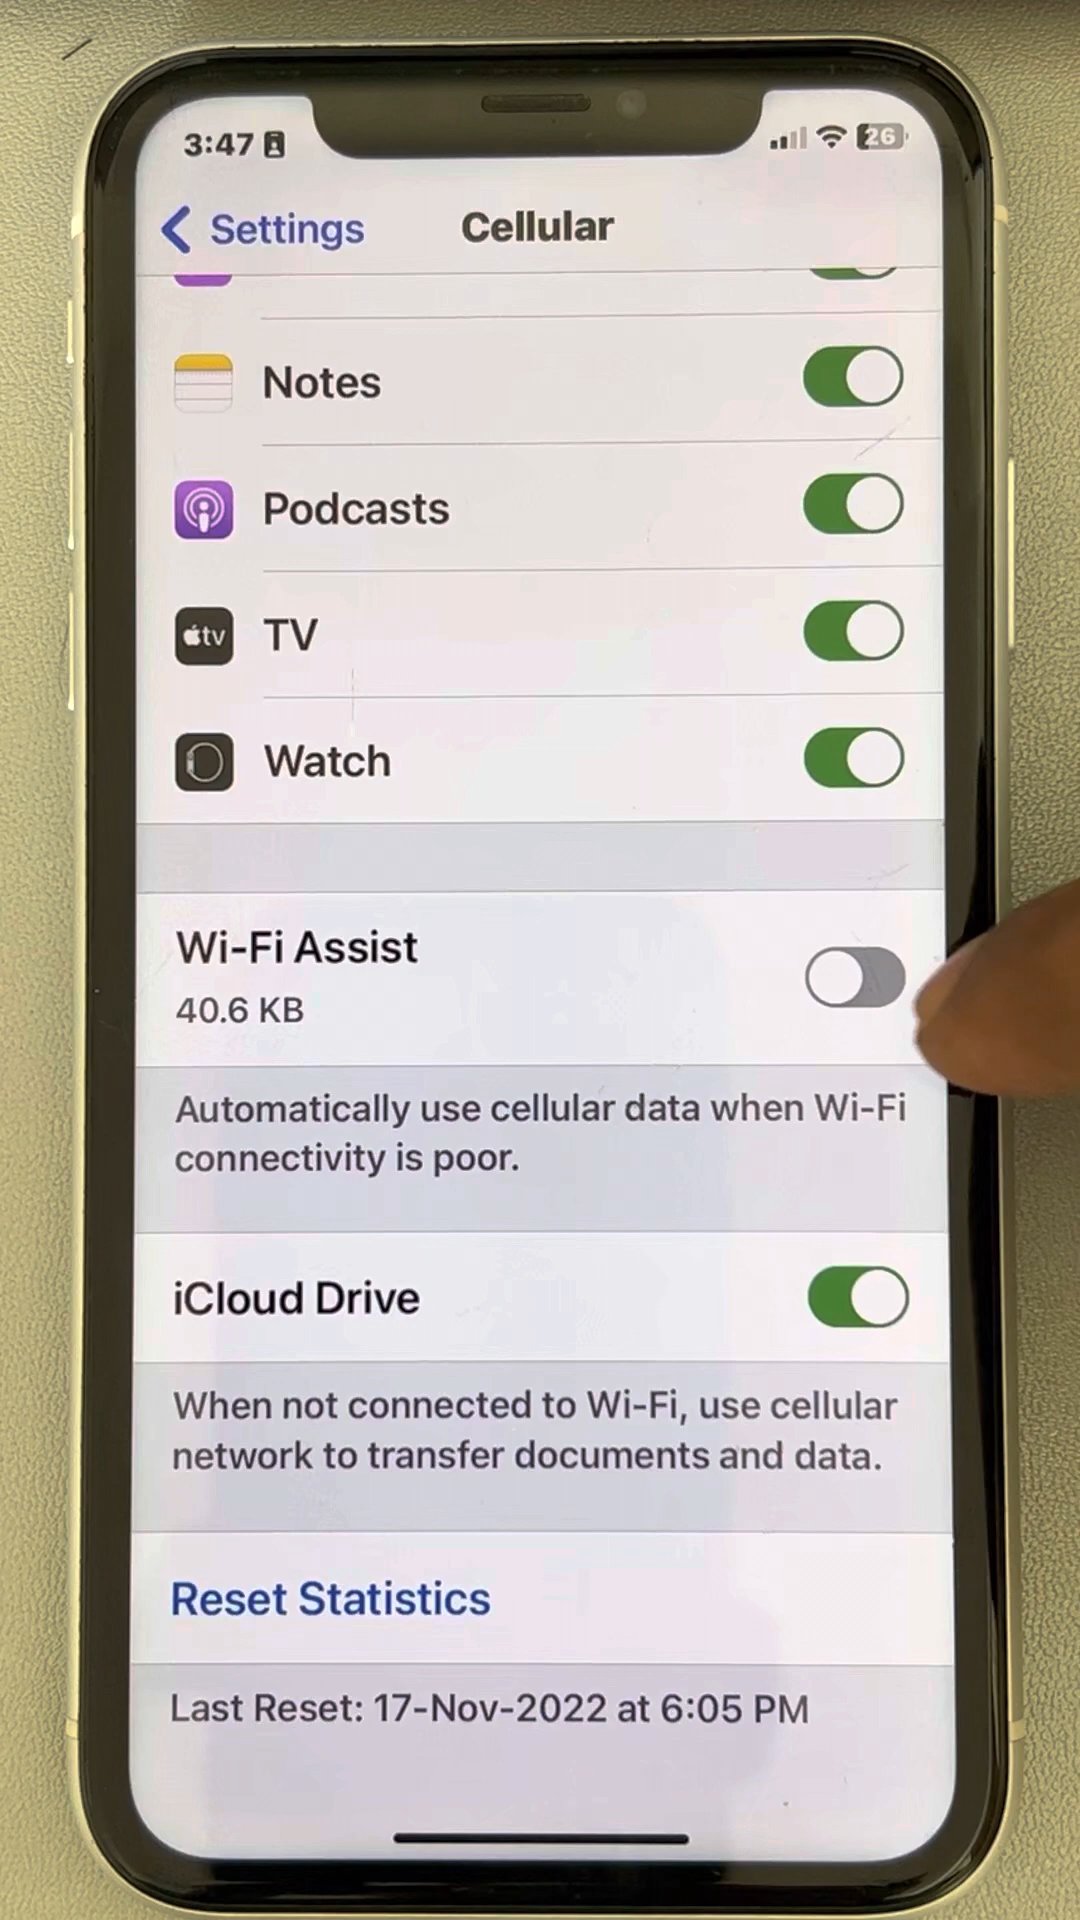 3:47
26
Settings
Cellular
Notes
Podcasts
tv
TV
Watch
Wi-Fi Assist
40.6 KB
Automatically use cellular data when Wi-Fi
connectivity is poor.
iCloud Drive
When not connected to Wi-Fi, use cellular
network to transfer documents and data.
Reset Statistics
Last Reset: 17-Nov-2022 at 6:05 PM